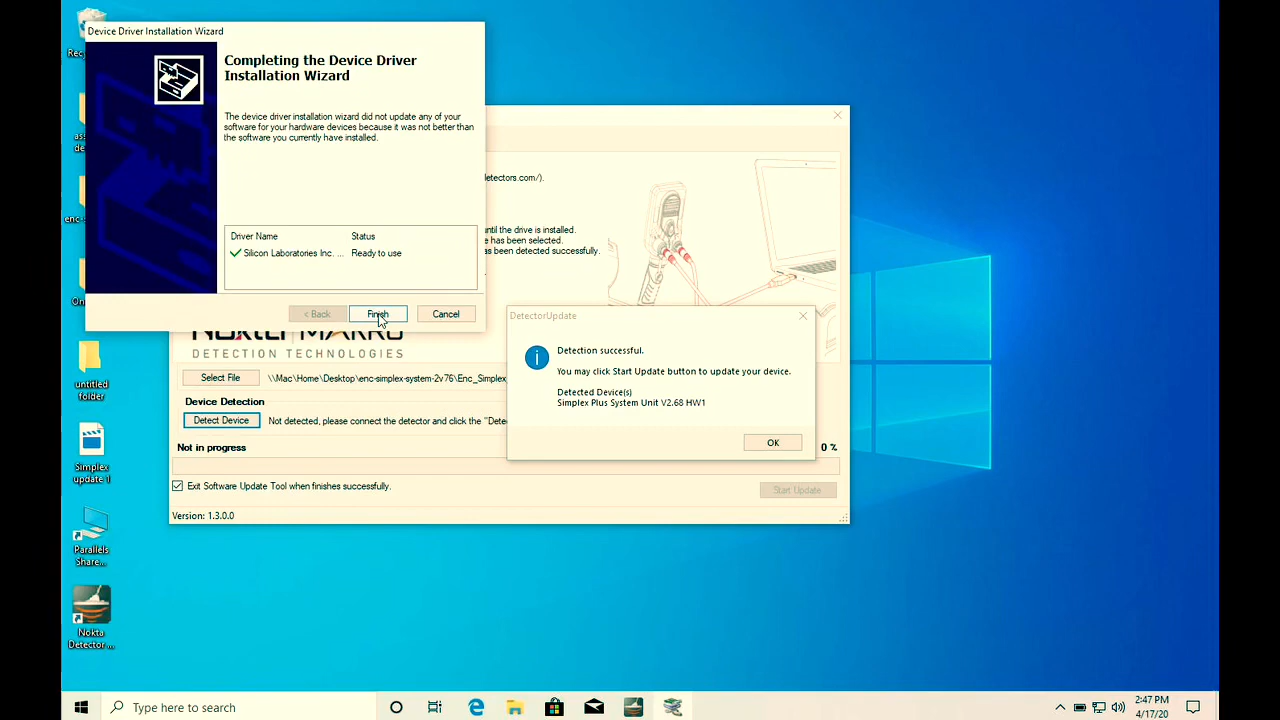 Device Driver Installation Wizard
Completing the Device Driver
Installation Wizard
The device driver installation wizard did not update any of your
software for your hardware devices because it was not better than
the software you currently have installed.
Driver Name Status
Silicon Laboratories Inc. ... Ready to use
< Back Finish Cancel
letectors.com/).
until the drive is installed.
e has been selected.
as been detected successfully.
DETECTION TECHNOLOGIES
Select File \\Mac\Home\Desktop\enc-simplex-system-2v76\Enc_Simplex_
Device Detection
Detect Device Not detected, please connect the detector and click the "Detec
Not in progress 0 %
Exit Software Update Tool when finishes successfully.
Start Update
Version: 1.3.0.0
DetectorUpdate
Detection successful.
You may click Start Update button to update your device.
Detected Device(s)
Simplex Plus System Unit V2.68 HW1
OK
untitled
folder
Simplex
update 1
Parallels
Share...
Nokta
Detector ...
Type here to search
2:47 PM
4/17/20